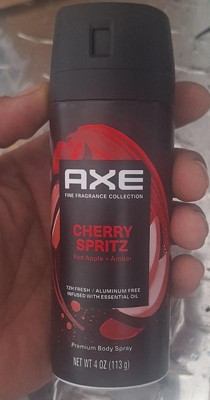 AXE
FINE FRAGRANCE COLLECTION
CHERRY
SPRITZ
Red Apple + Amber
72H FRESH / ALUMINUM FREE
INFUSED WITH ESSENTIAL OIL
Premium Body Spray
NET WT 4 OZ (113 g)